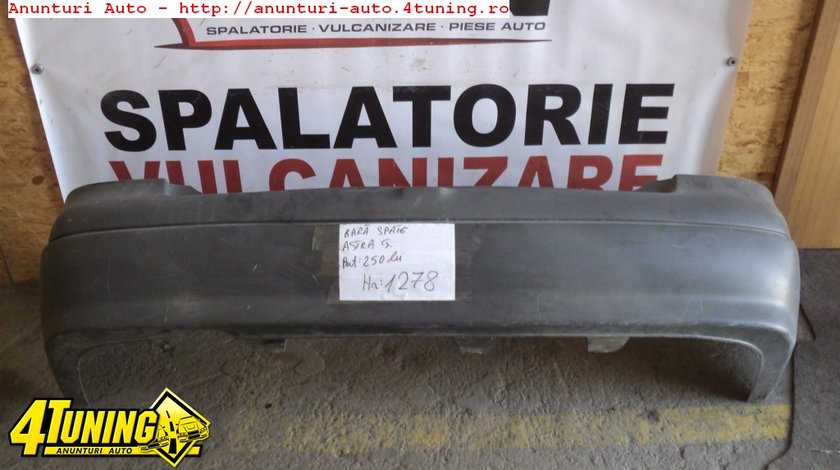 Anunturi Auto - http://anunturi-auto.4tuning.ro
SPALATORIE · VULCANIZARE · PIESE AUTO
SPALATORIE
VULCANIZARE
BARĂ SPATE
ASTRA G.
250 lei
Nr: 1278
4TUNING
ANUNTURI AUTO